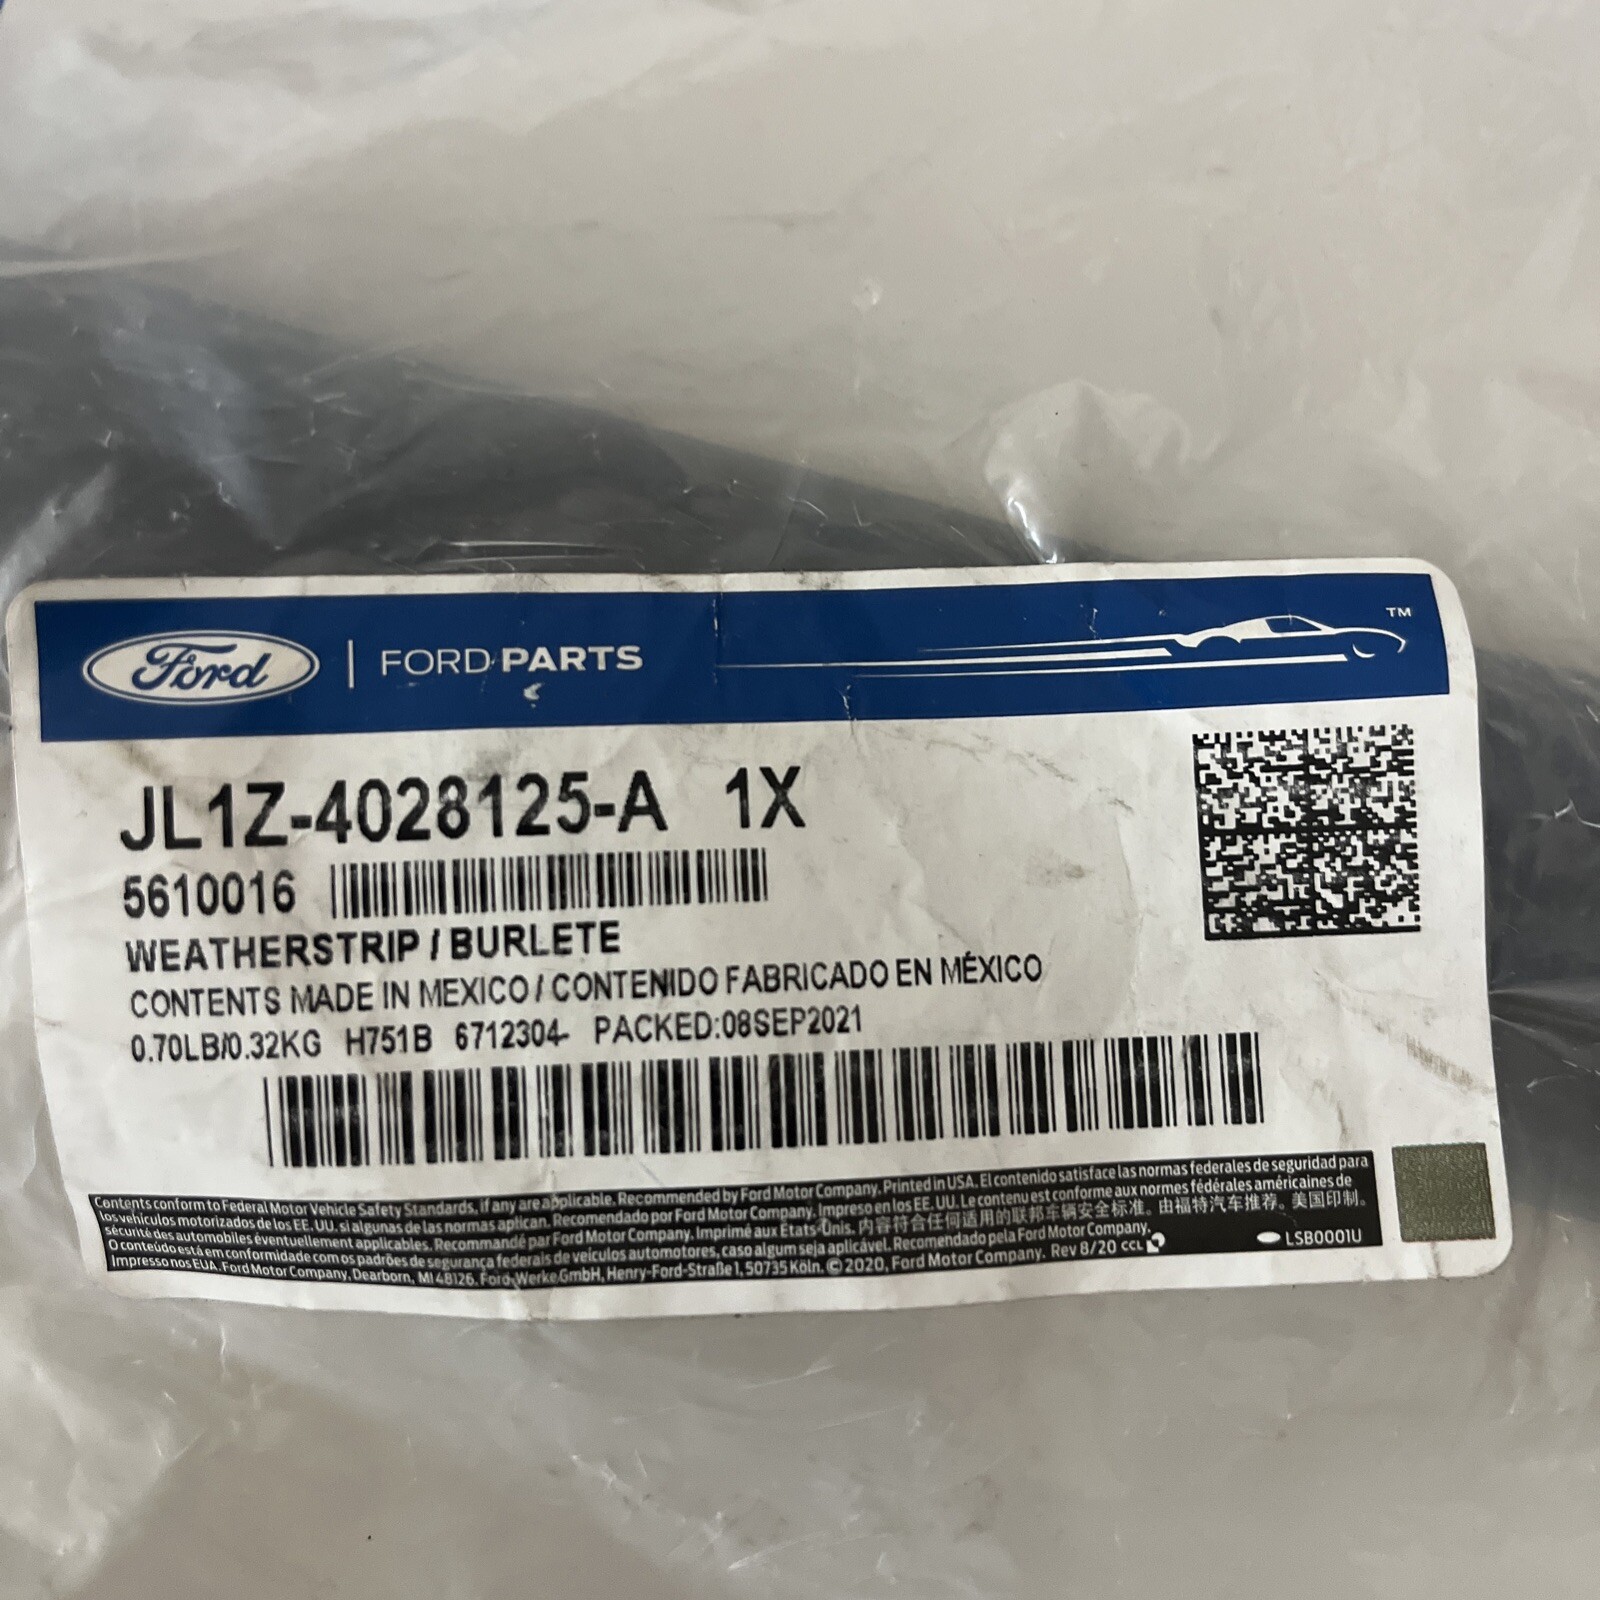 Ford | FORD PARTS
TM
JL1Z-4028125-A 1X
5610016
WEATHERSTRIP / BURLETE
CONTENTS MADE IN MEXICO / CONTENIDO FABRICADO EN MÉXICO
0.70LB/0.32KG H751B 6712304- PACKED:08SEP2021
Contents conform to Federal Motor Vehicle Safety Standards, if any are applicable. Recommended by Ford Motor Company. Printed in USA. El contenido satisface las normas federales de seguridad para
los vehículos motorizados de los EE. UU. si algunas de las normas aplican. Recomendado por Ford Motor Company. Impreso en los EE. UU. Le contenu est conforme aux normes fédérales américaines de
sécurité des automobiles éventuellement applicables. Recommandé par Ford Motor Company. Imprimé aux États-Unis. 内容符合任何适用的联邦车辆安全标准。由福特汽车推荐。美国印制。
O conteúdo está em conformidade com os padrões de segurança federais de veículos automotores, caso algum seja aplicável. Recomendado pela Ford Motor Company.
Impresso nos EUA. Ford Motor Company, Dearborn, MI 48126. Ford-Werke GmbH, Henry-Ford-Straße 1, 50735 Köln. © 2020, Ford Motor Company. Rev 8/20 CCL
LSB0001U